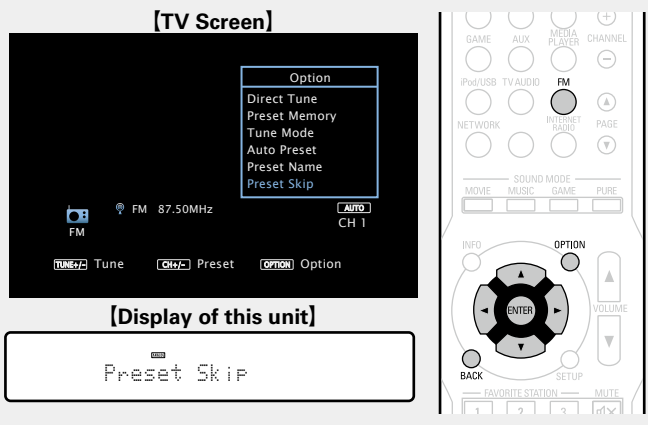 【TV Screen】
Option
Direct Tune
Preset Memory
Tune Mode
Auto Preset
Preset Name
Preset Skip
FM 87.50MHz
AUTO
FM
CH 1
TUNE+/- Tune
CH+/- Preset
OPTION Option
【Display of this unit】
Preset Skip
GAME AUX MEDIA PLAYER CHANNEL
iPod/USB TV AUDIO FM
NETWORK INTERNET RADIO PAGE
SOUND MODE
MOVIE MUSIC GAME PURE
INFO OPTION
ENTER
VOLUME
BACK SETUP
FAVORITE STATION MUTE
1 2 3